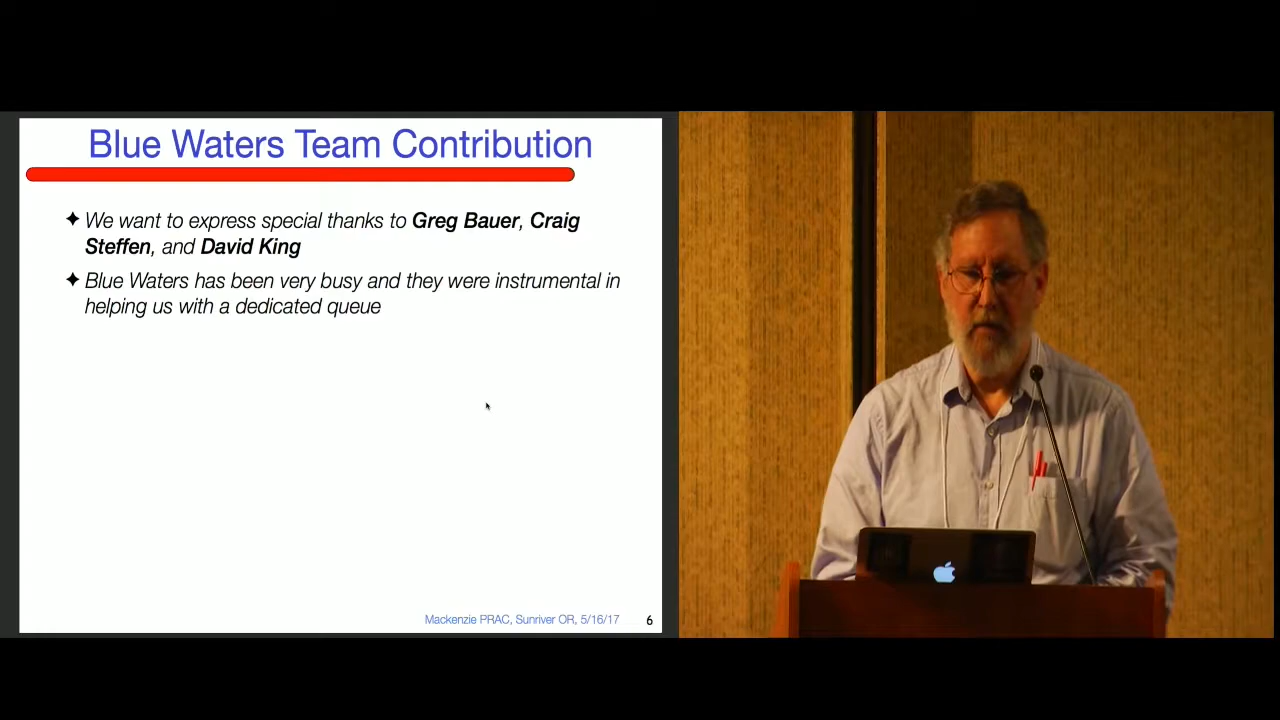 Blue Waters Team Contribution
✦ We want to express special thanks to Greg Bauer, Craig
Steffen, and David King
✦ Blue Waters has been very busy and they were instrumental in
helping us with a dedicated queue
Mackenzie PRAC, Sunriver OR, 5/16/17 6